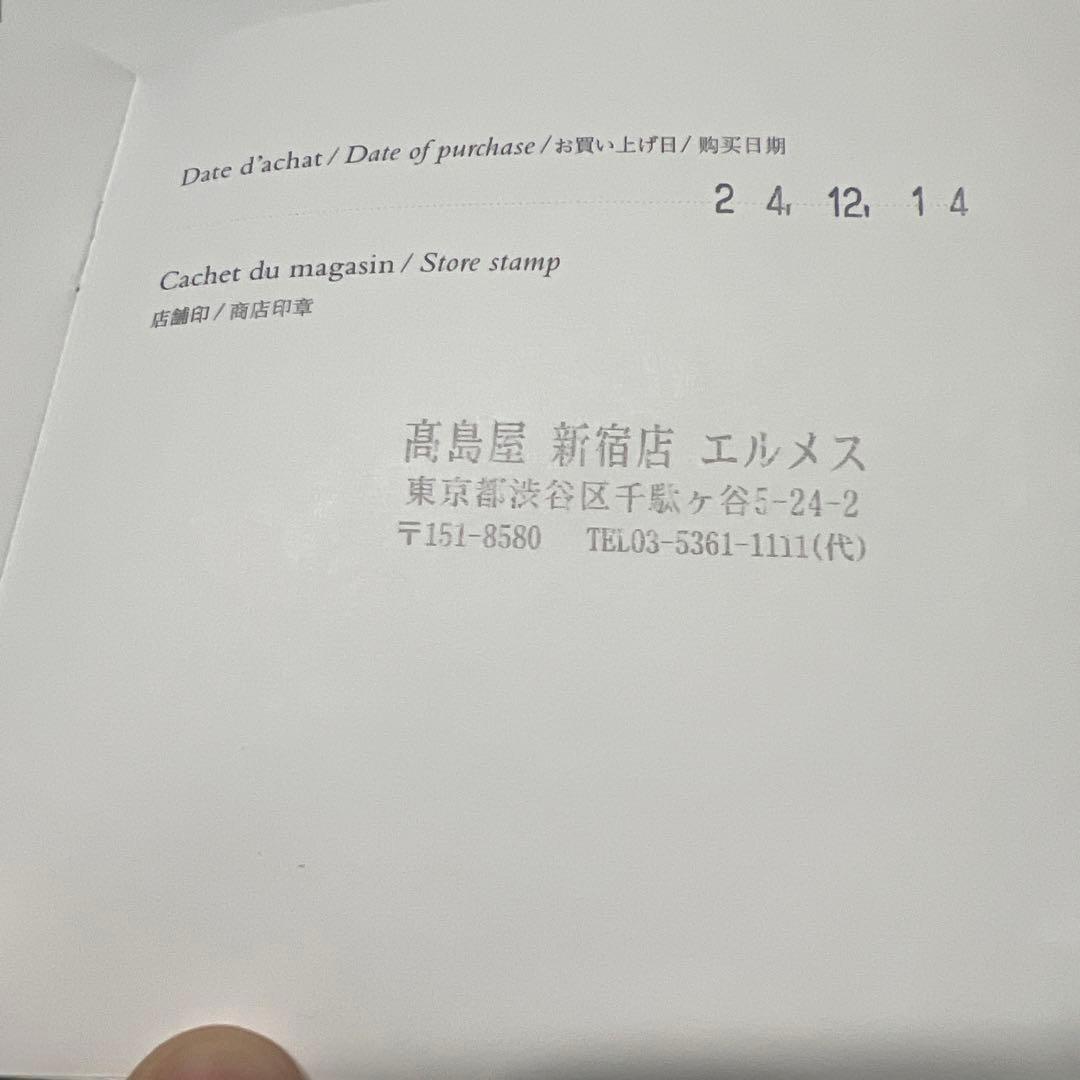 Date d'achat / Date of purchase / お買い上げ日 / 购买日期
2 4, 12, 1 4
Cachet du magasin / Store stamp
店舗印 / 商店印章
髙島屋 新宿店 エルメス
東京都渋谷区千駄ヶ谷5-24-2
〒151-8580 TEL03-5361-1111(代)